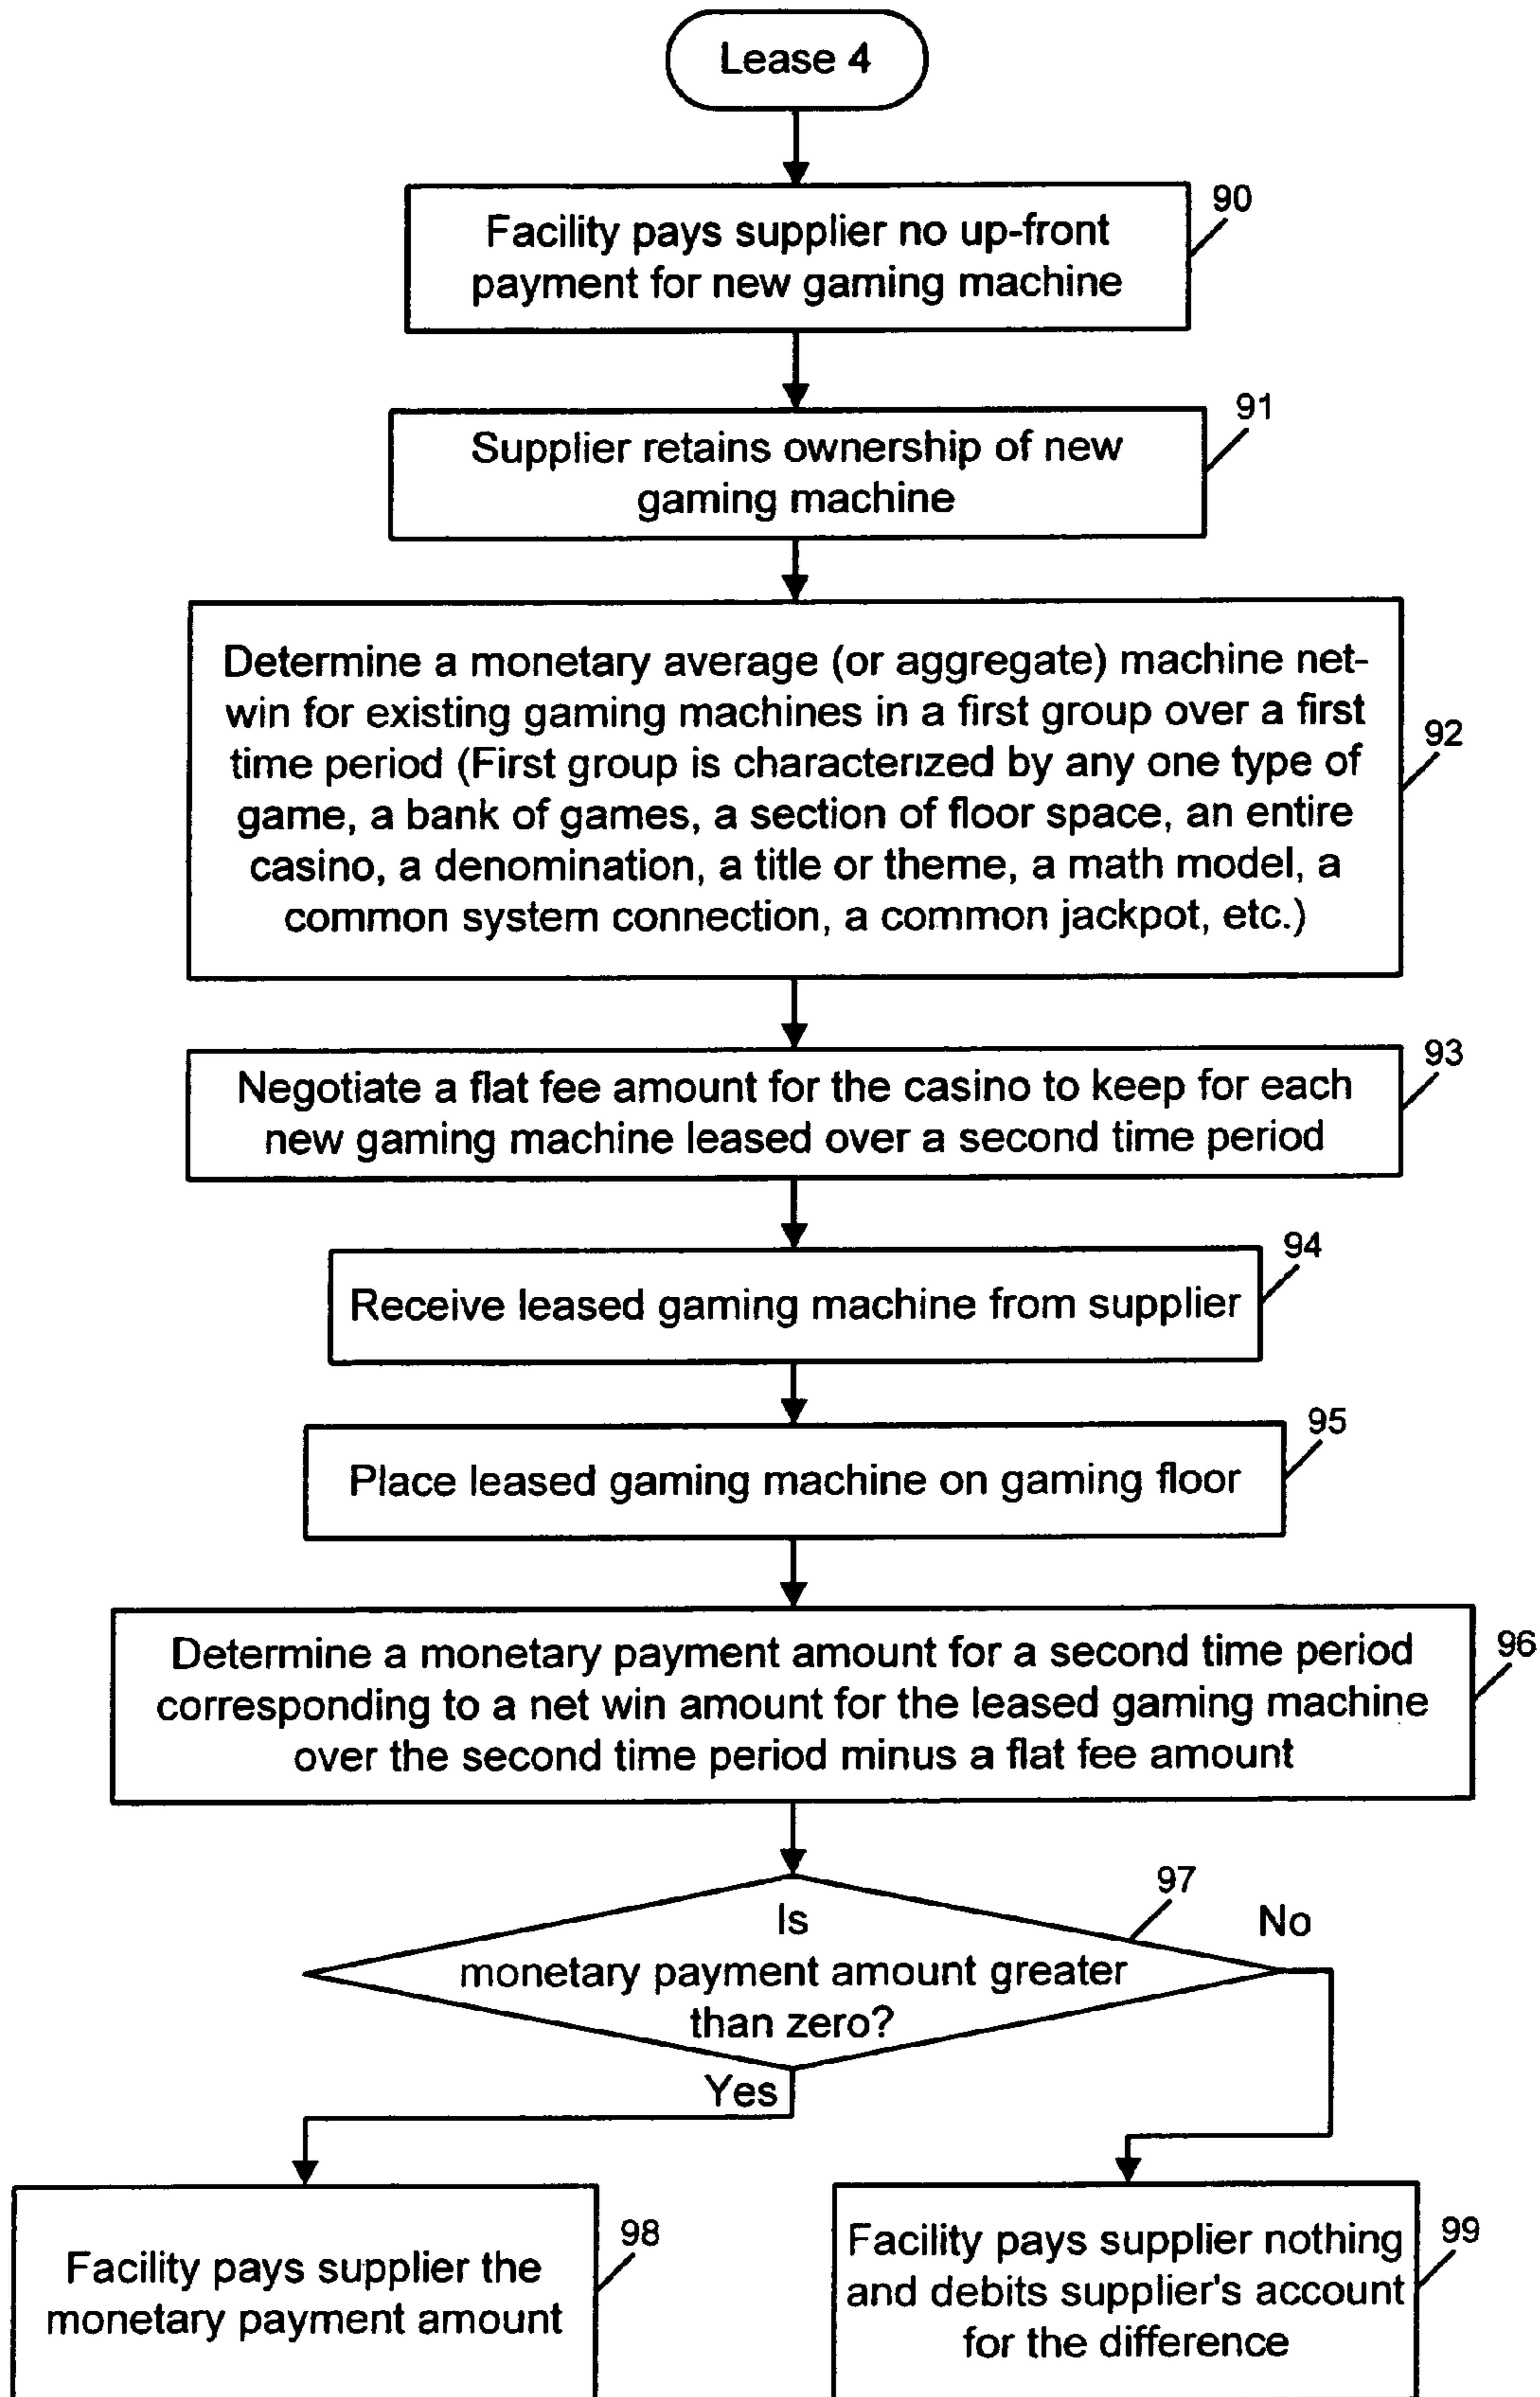 Lease 4
90
Facility pays supplier no up-front
payment for new gaming machine
91
Supplier retains ownership of new
gaming machine
Determine a monetary average (or aggregate) machine net-
win for existing gaming machines in a first group over a first
92
time period (First group is characterized by any one type of
game, a bank of games, a section of floor space, an entire
casino, a denomination, a title or theme, a math model, a
common system connection, a common jackpot, etc.)
93
Negotiate a flat fee amount for the casino to keep for each
new gaming machine leased over a second time period
94
Receive leased gaming machine from supplier
95
Place leased gaming machine on gaming floor
96
Determine a monetary payment amount for a second time period
corresponding to a net win amount for the leased gaming machine
over the second time period minus a flat fee amount
97
Is
No
monetary payment amount greater
than zero?
Yes
98
Facility pays supplier the
monetary payment amount
99
Facility pays supplier nothing
and debits supplier's account
for the difference